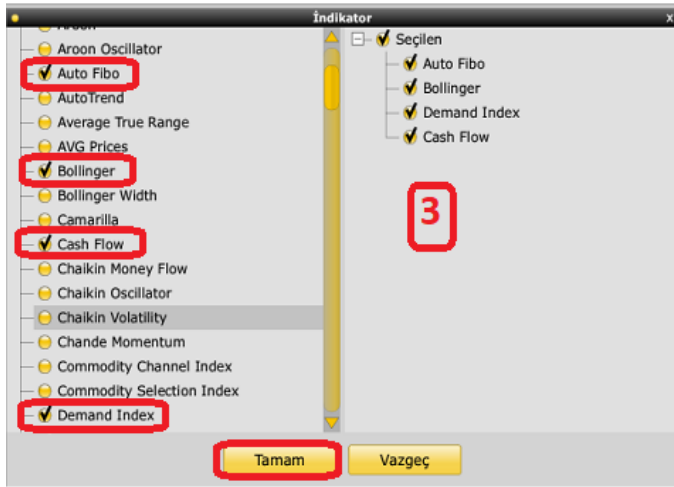 İndikator
x
Aroon
Aroon Oscillator
Auto Fibo
AutoTrend
Average True Range
AVG Prices
Bollinger
Bollinger Width
Camarilla
Cash Flow
Chaikin Money Flow
Chaikin Oscillator
Chaikin Volatility
Chande Momentum
Commodity Channel Index
Commodity Selection Index
Demand Index
Seçilen
Auto Fibo
Bollinger
Demand Index
Cash Flow
3
Tamam
Vazgeç